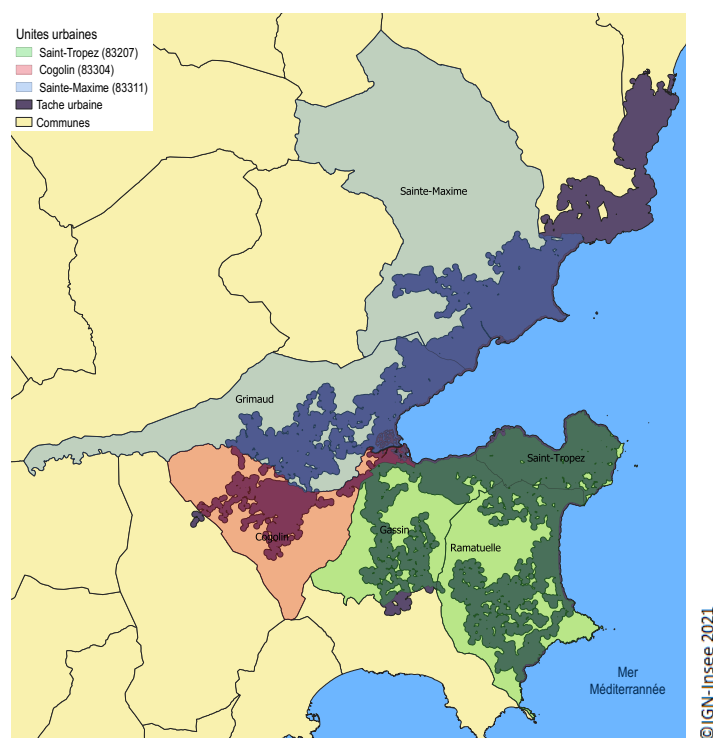 Unites urbaines
Saint-Tropez (83207)
Cogolin (83304)
Sainte-Maxime (83311)
Tache urbaine
Communes
Sainte-Maxime
Grimaud
Saint-Tropez
Gassin
Cogolin
Ramatuelle
Mer
Méditerrannée
©IGN-Insee 2021